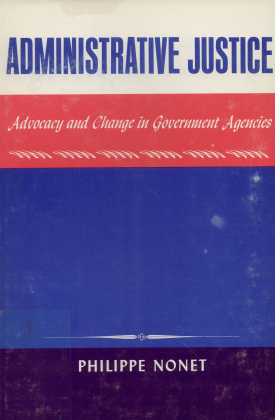 ADMINISTRATIVE JUSTICE
Advocacy and Change in Government Agencies
PHILIPPE NONET